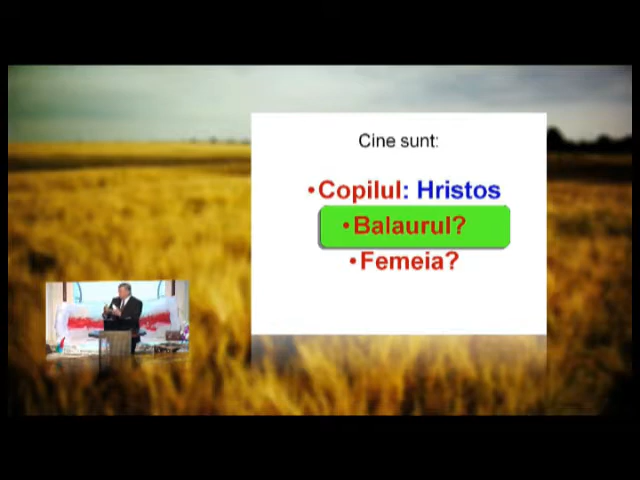 Cine sunt:
•Copilul: Hristos
•Balaurul?
•Femeia?